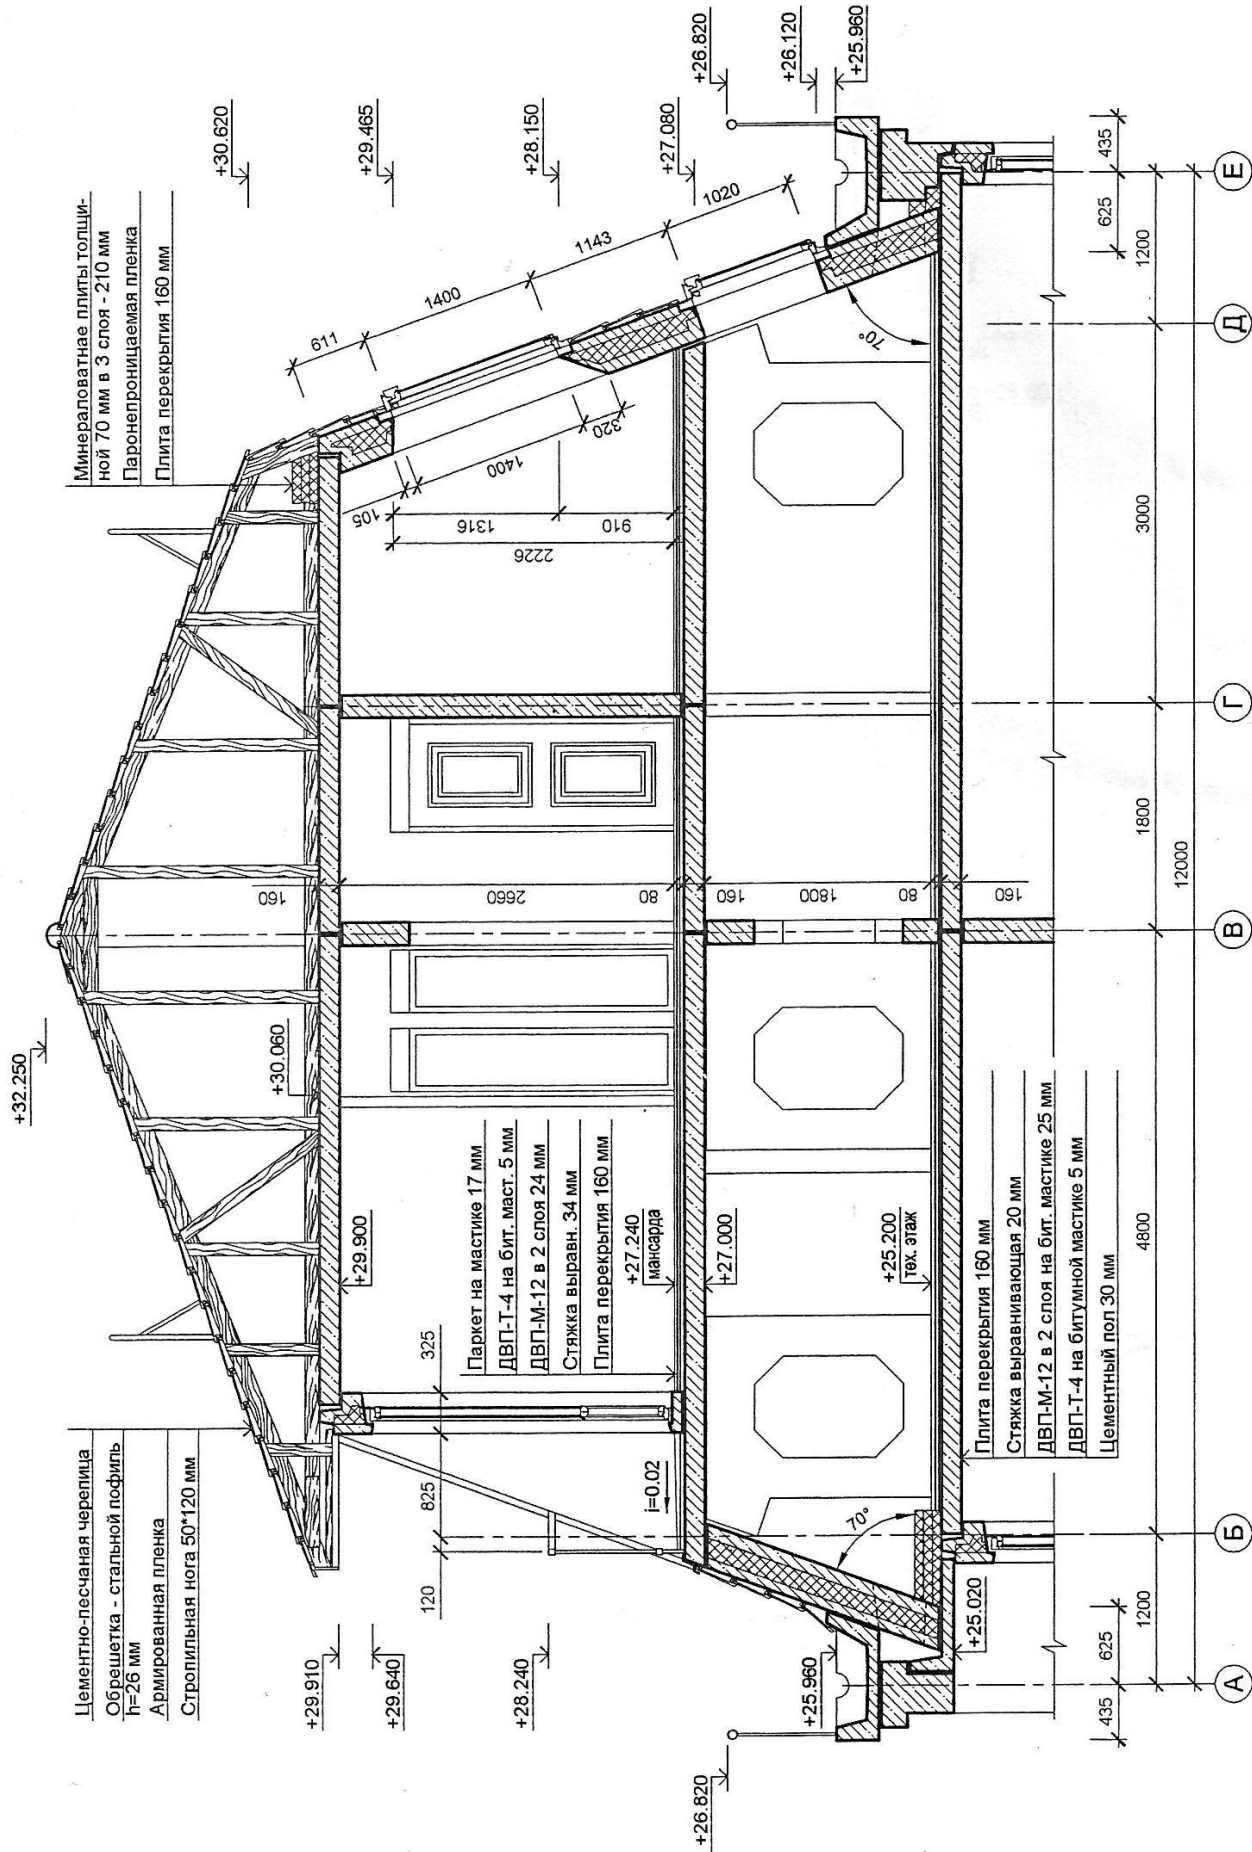 Цементно-песчаная черепица
Обрешетка - стальной пофиль
h=26 мм
Армированная пленка
Стропильная нога 50*120 мм
+32.250
Минераловатнае плиты толщи-
ной 70 мм в 3 слоя - 210 мм
Паронепроницаемая пленка
Плита перекрытия 160 мм
+30.620
+29.465
+28.150
+27.080
+26.820
+26.120
+25.960
+29.910
+29.640
+28.240
+25.960
+26.820
+25.020
+30.060
+29.900
120
825
325
i=0.02
Паркет на мастике 17 мм
ДВП-Т-4 на бит. маст. 5 мм
ДВП-М-12 в 2 слоя 24 мм
Стяжка выравн. 34 мм
Плита перекрытия 160 мм
+27.240
мансарда
+27.000
+25.200
тех. этаж
160
2660
80
160
1800
80
160
611
1400
1143
1020
105
1400
320
1316
910
2226
70°
70°
Плита перекрытия 160 мм
Стяжка выравнивающая 20 мм
ДВП-М-12 в 2 слоя на бит. мастике 25 мм
ДВП-Т-4 на битумной мастике 5 мм
Цементный пол 30 мм
435
625
625
435
1200
4800
1800
3000
1200
12000
А
Б
В
Г
Д
Е